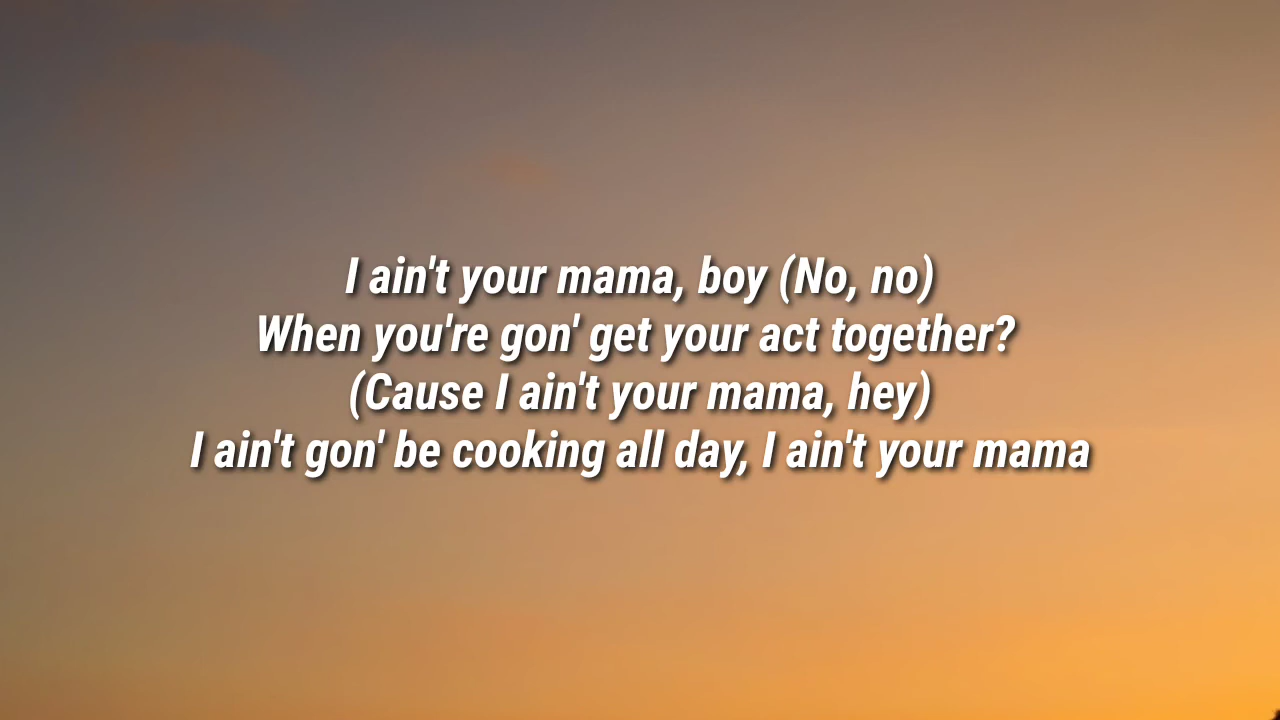 I ain't your mama, boy (No, no)
When you're gon' get your act together?
(Cause I ain't your mama, hey)
I ain't gon' be cooking all day, I ain't your mama